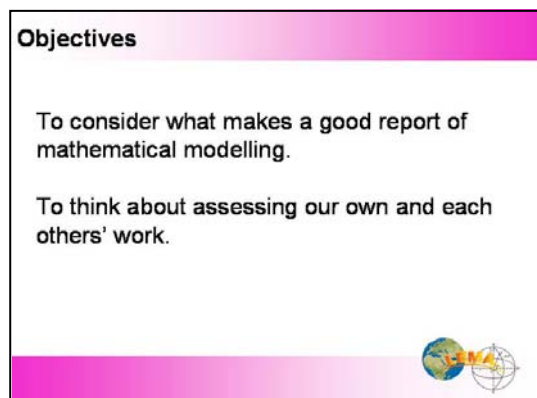 Objectives
To consider what makes a good report of
mathematical modelling.
To think about assessing our own and each
others' work.
LEMA